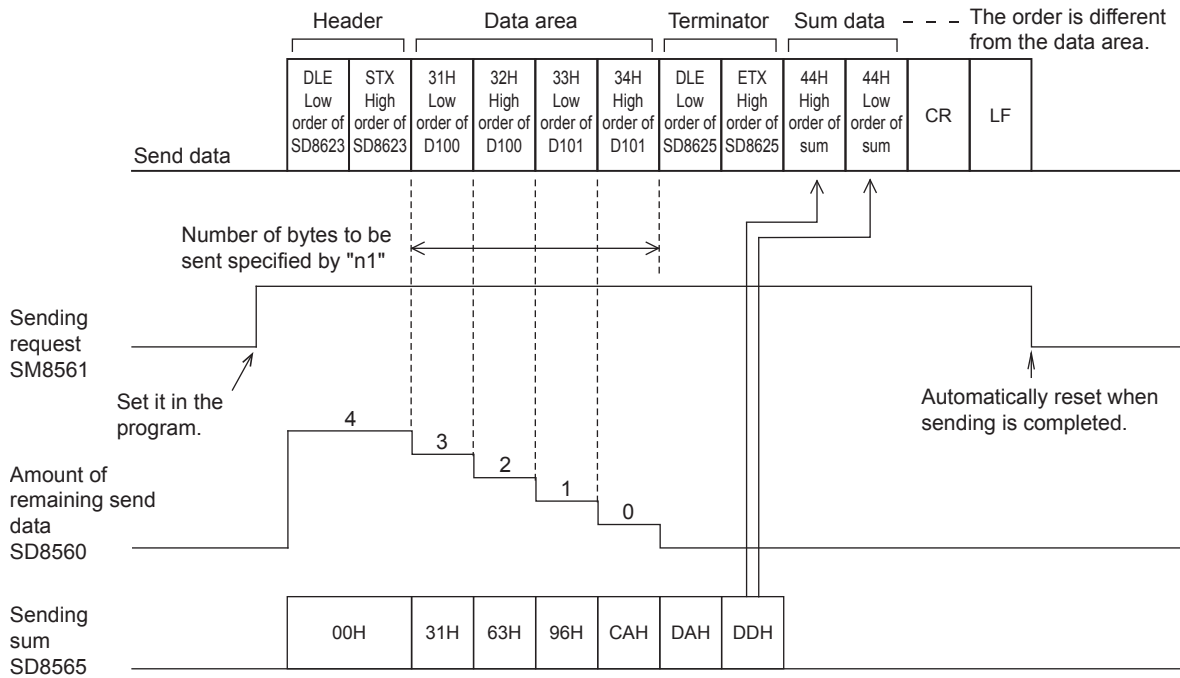 Header
Data area
Terminator
Sum data
The order is different
from the data area.
Send data
DLE
Low
order of
SD8623
STX
High
order of
SD8623
31H
Low
order of
D100
32H
High
order of
D100
33H
Low
order of
D101
34H
High
order of
D101
DLE
Low
order of
SD8625
ETX
High
order of
SD8625
44H
High
order of
sum
44H
Low
order of
sum
CR
LF
Number of bytes to be
sent specified by "n1"
Sending
request
SM8561
Set it in the
program.
Automatically reset when
sending is completed.
Amount of
remaining send
data
SD8560
4
3
2
1
0
Sending
sum
SD8565
00H
31H
63H
96H
CAH
DAH
DDH